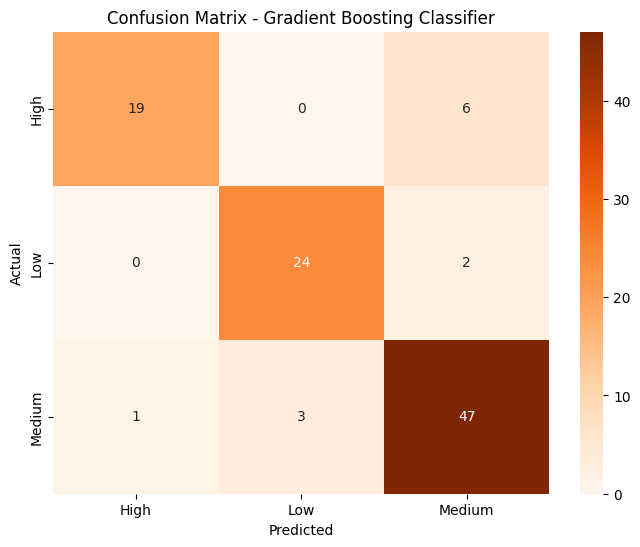 Confusion Matrix - Gradient Boosting Classifier
High 19 0 6
Low 0 24 2
Medium 1 3 47
High Low Medium
Actual
Predicted
40
30
20
10
0